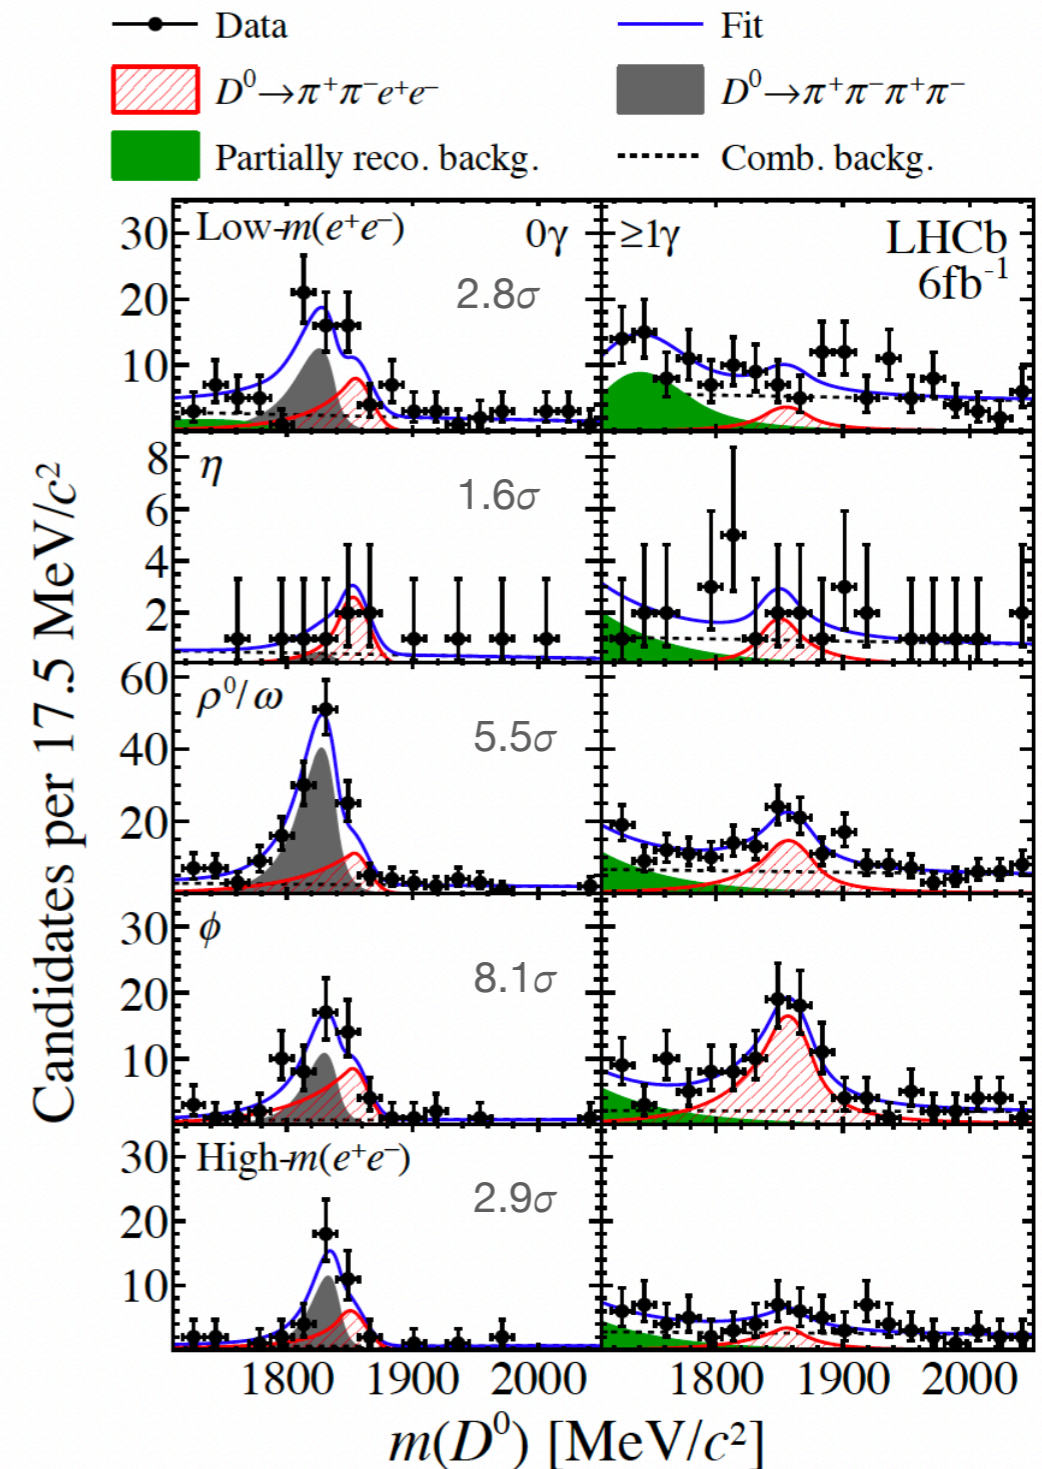 Data
Fit
D⁰→π⁺π⁻e⁺e⁻
D⁰→π⁺π⁻π⁺π⁻
Partially reco. backg.
Comb. backg.
Candidates per 17.5 MeV/c²
Low-m(e⁺e⁻)
0γ
≥1γ
LHCb
6fb⁻¹
2.8σ
30
20
10
η
1.6σ
8
6
4
2
ρ⁰/ω
5.5σ
60
40
20
ϕ
8.1σ
30
20
10
High-m(e⁺e⁻)
2.9σ
30
20
10
1800 1900 2000 1800 1900 2000
m(D⁰) [MeV/c²]